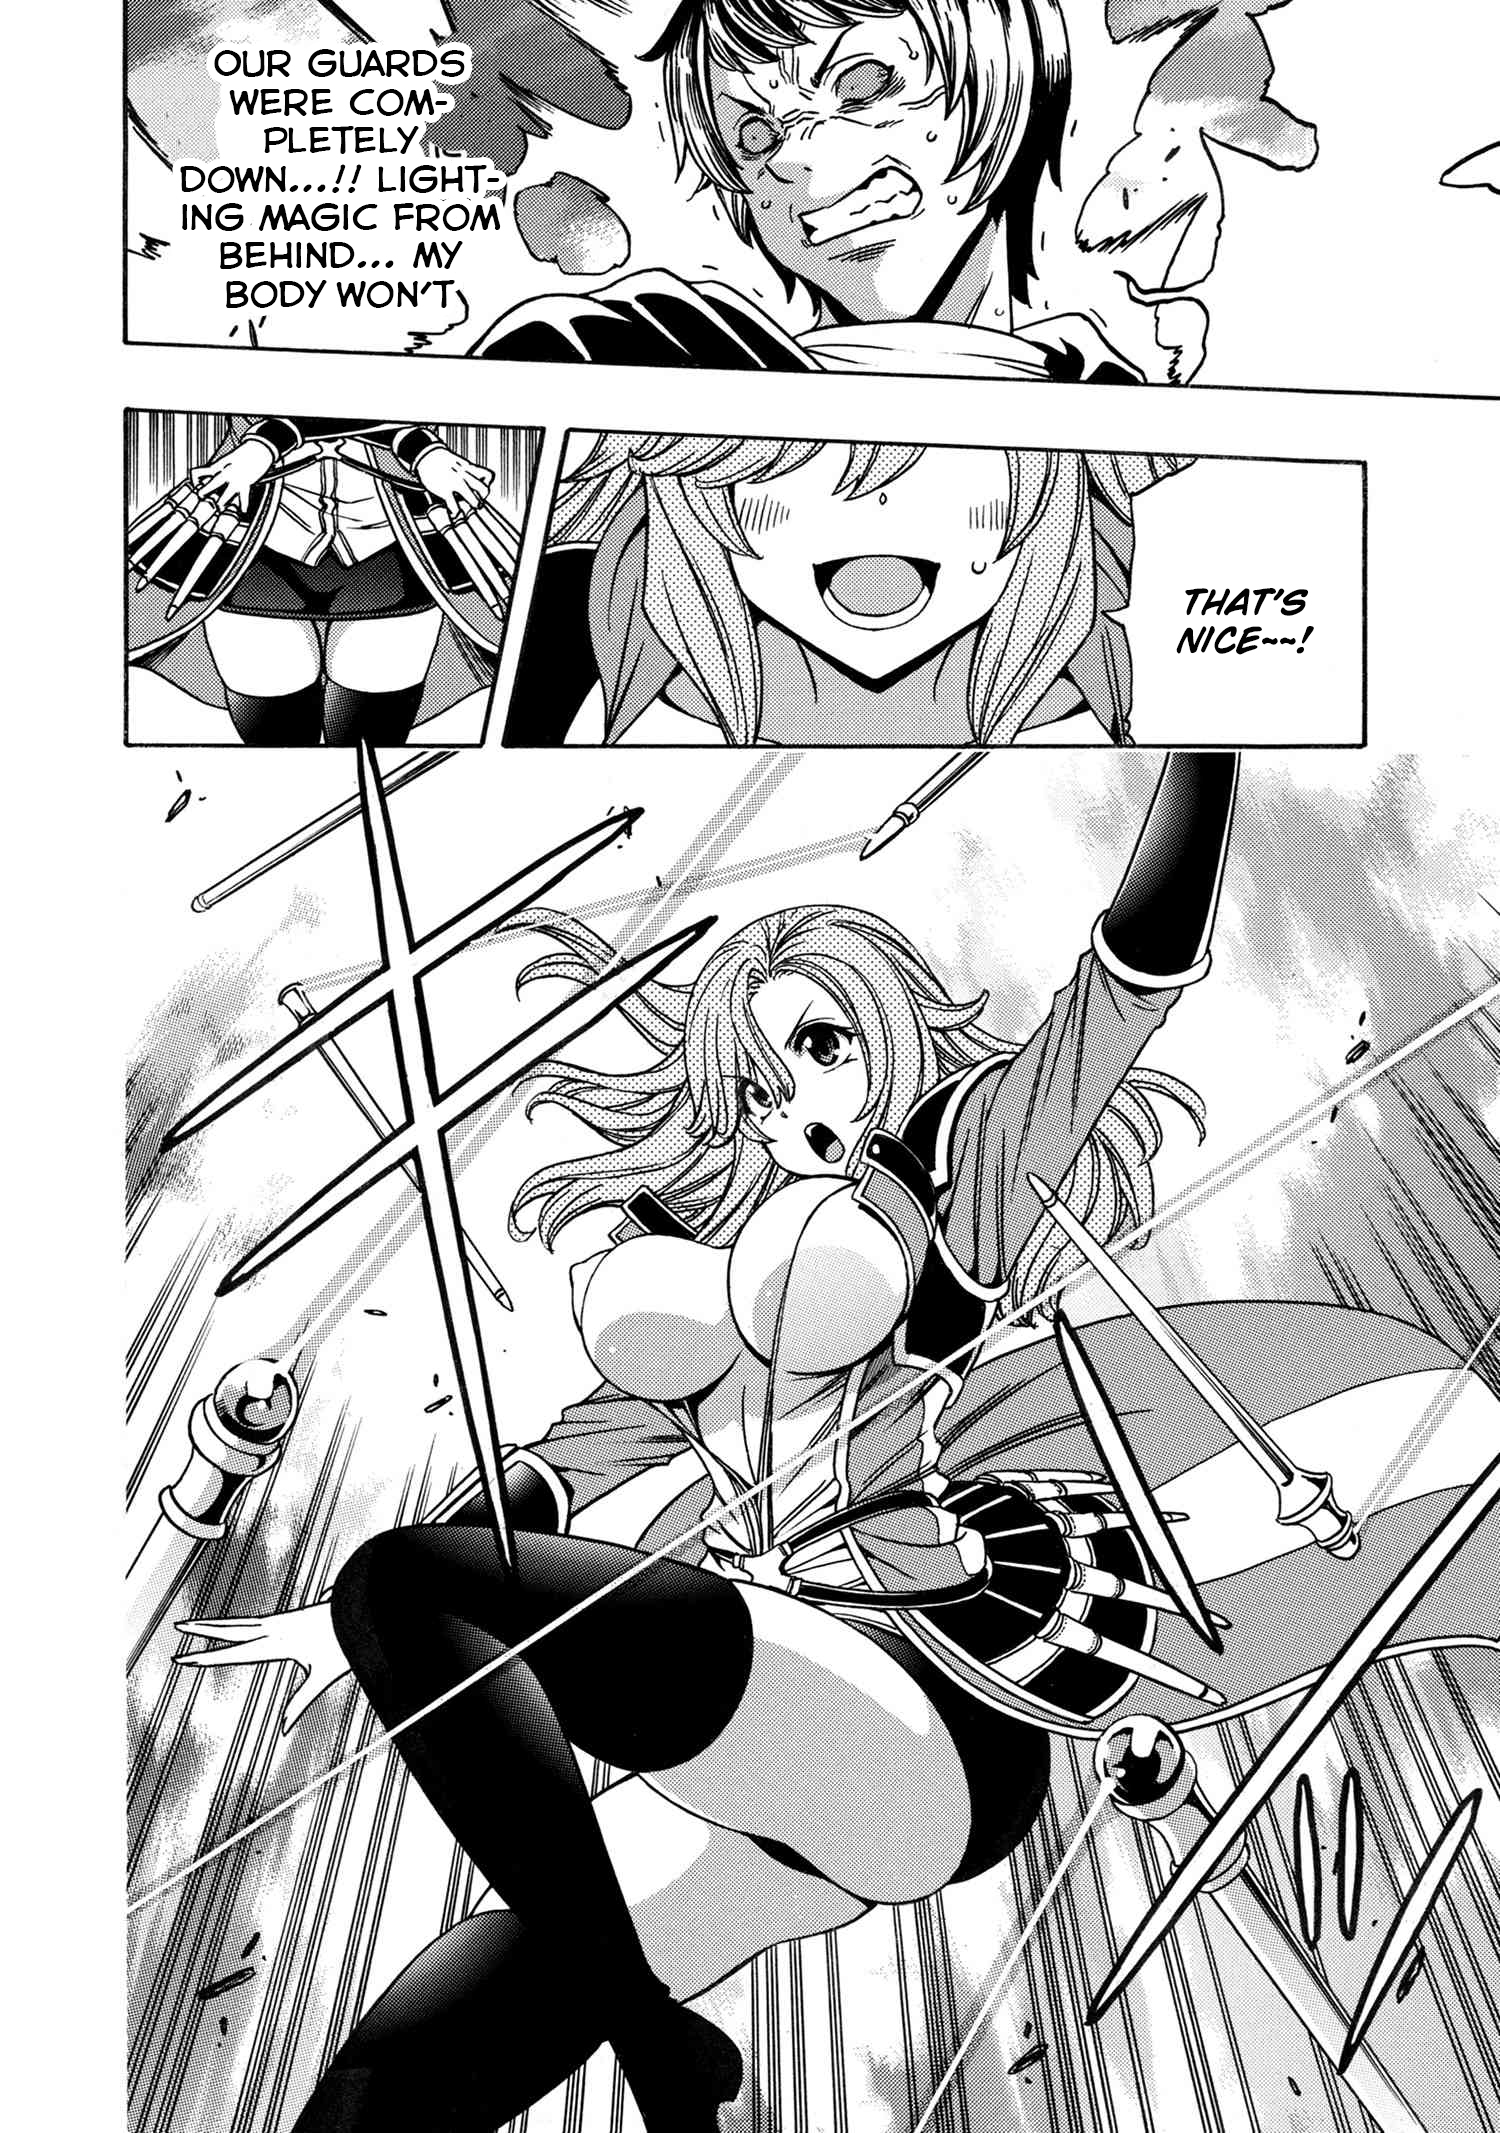 OUR GUARDS
WERE COM-
PLETELY
DOWN...!! LIGHT-
ING MAGIC FROM
BEHIND... MY
BODY WON'T
THAT'S
NICE~~!